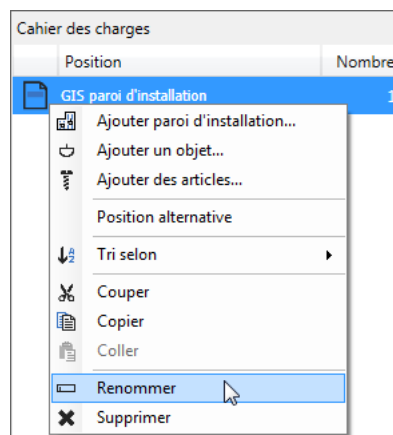 Cahier des charges
Position Nombre
GIS paroi d'installation 1
Ajouter paroi d'installation...
Ajouter un objet...
Ajouter des articles...
Position alternative
Tri selon
Couper
Copier
Coller
Renommer
Supprimer